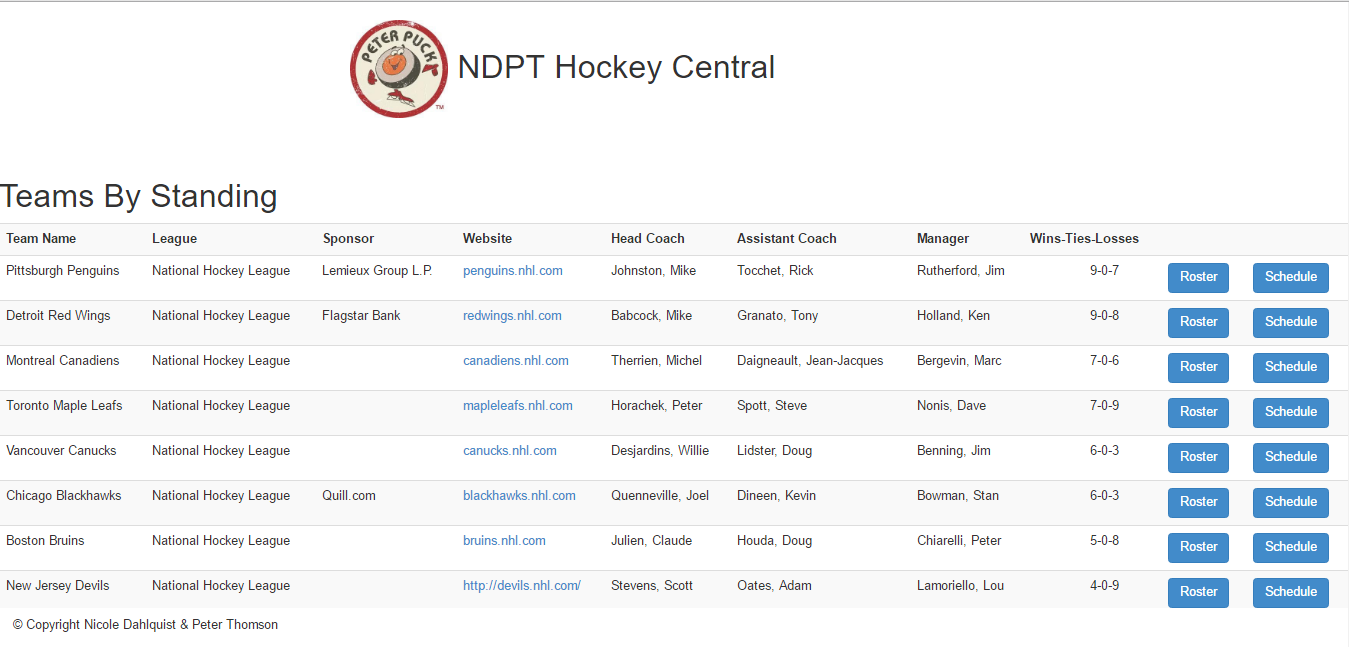 PETER PUCK
TM
NDPT Hockey Central
Teams By Standing
Team Name League Sponsor Website Head Coach Assistant Coach Manager Wins-Ties-Losses
Pittsburgh Penguins National Hockey League Lemieux Group L.P. penguins.nhl.com Johnston, Mike Tocchet, Rick Rutherford, Jim 9-0-7 Roster Schedule
Detroit Red Wings National Hockey League Flagstar Bank redwings.nhl.com Babcock, Mike Granato, Tony Holland, Ken 9-0-8 Roster Schedule
Montreal Canadiens National Hockey League canadiens.nhl.com Therrien, Michel Daigneault, Jean-Jacques Bergevin, Marc 7-0-6 Roster Schedule
Toronto Maple Leafs National Hockey League mapleleafs.nhl.com Horachek, Peter Spott, Steve Nonis, Dave 7-0-9 Roster Schedule
Vancouver Canucks National Hockey League canucks.nhl.com Desjardins, Willie Lidster, Doug Benning, Jim 6-0-3 Roster Schedule
Chicago Blackhawks National Hockey League Quill.com blackhawks.nhl.com Quenneville, Joel Dineen, Kevin Bowman, Stan 6-0-3 Roster Schedule
Boston Bruins National Hockey League bruins.nhl.com Julien, Claude Houda, Doug Chiarelli, Peter 5-0-8 Roster Schedule
New Jersey Devils National Hockey League http://devils.nhl.com/ Stevens, Scott Oates, Adam Lamoriello, Lou 4-0-9 Roster Schedule
© Copyright Nicole Dahlquist & Peter Thomson